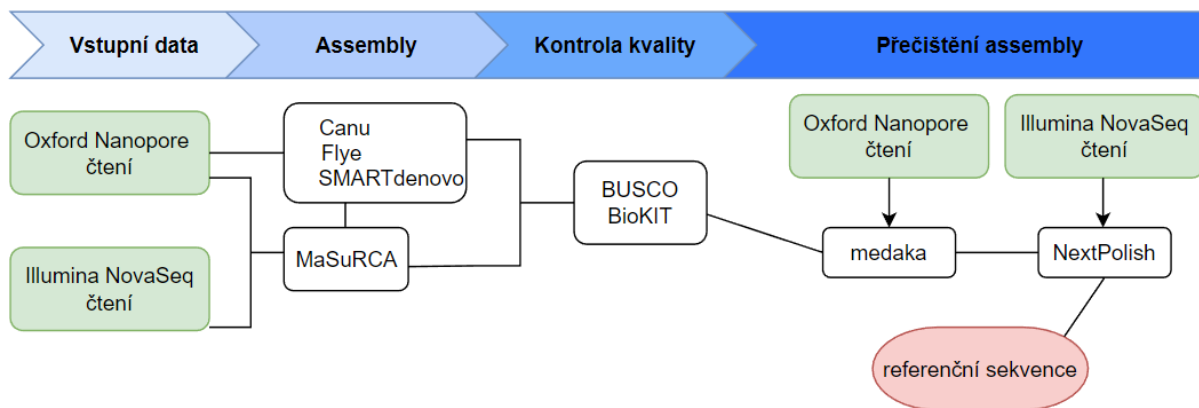 Vstupní data
Assembly
Kontrola kvality
Přečištění assembly
Oxford Nanopore
čtení
Illumina NovaSeq
čtení
Canu
Flye
SMARTdenovo
MaSuRCA
BUSCO
BioKIT
Oxford Nanopore
čtení
Illumina NovaSeq
čtení
medaka
NextPolish
referenční sekvence